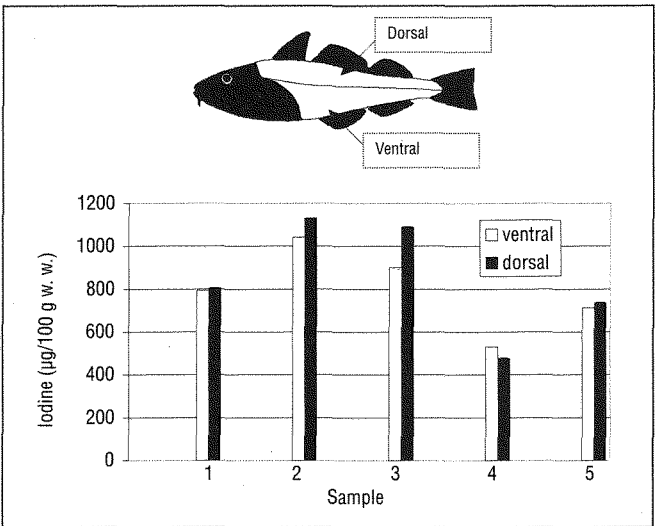 Dorsal
Ventral
Iodine (µg/100 g w. w.)
1200
1000
800
600
400
200
0
ventral
dorsal
1 2 3 4 5
Sample